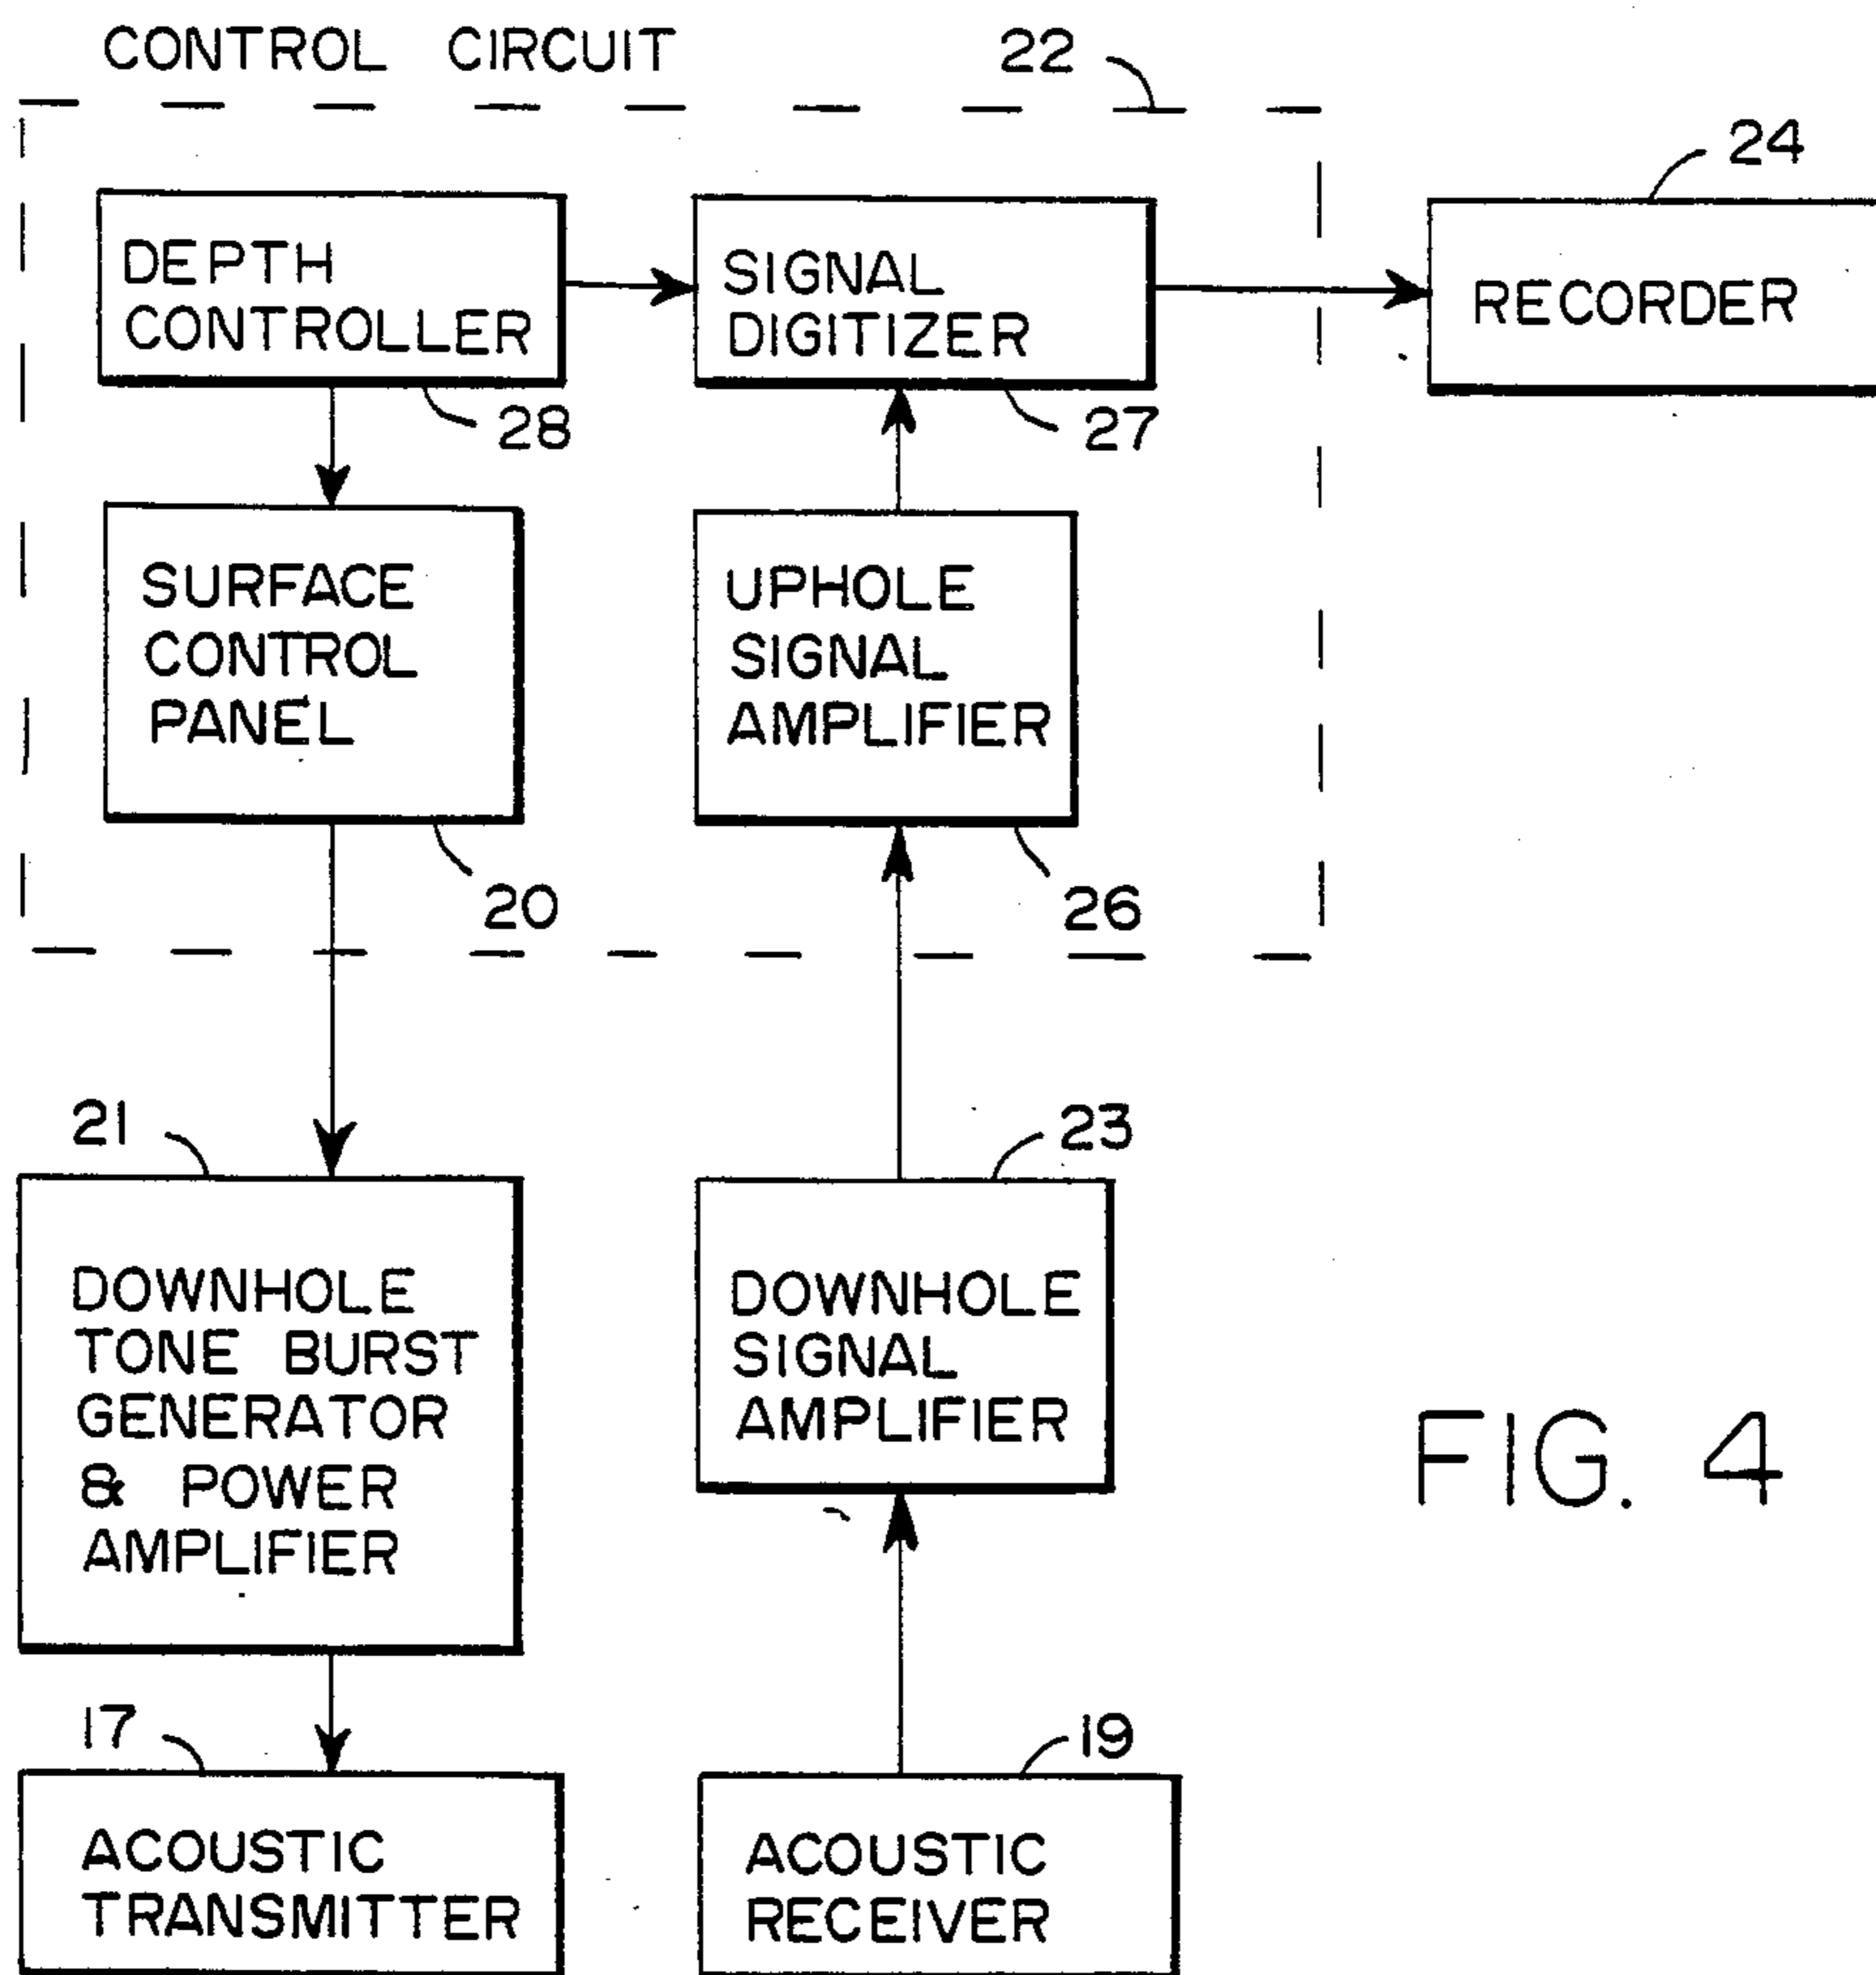 CONTROL CIRCUIT
22
24
DEPTH
CONTROLLER
28
SIGNAL
DIGITIZER
27
RECORDER
SURFACE
CONTROL
PANEL
20
UPHOLE
SIGNAL
AMPLIFIER
26
21
DOWNHOLE
TONE BURST
GENERATOR
& POWER
AMPLIFIER
23
DOWNHOLE
SIGNAL
AMPLIFIER
17
ACOUSTIC
TRANSMITTER
19
ACOUSTIC
RECEIVER
FIG. 4